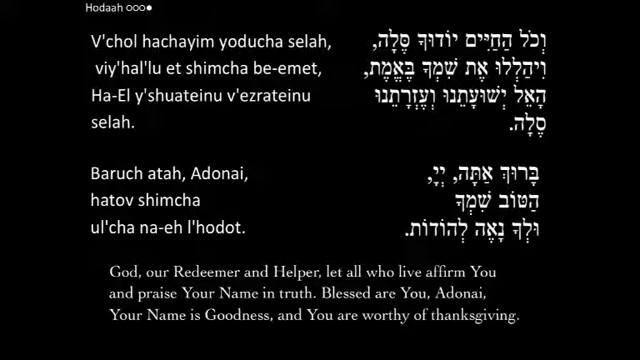 Hodaah ○○○●
V'chol hachayim yoducha selah,
viy'hal'lu et shimcha be-emet,
Ha-El y'shuateinu v'ezrateinu
selah.
וְכֹל הַחַיִּים יוֹדוּךָ סֶּלָה,
וִיהַלְלוּ אֶת שִׁמְךָ בֶּאֱמֶת,
הָאֵל יְשׁוּעָתֵנוּ וְעֶזְרָתֵנוּ
סֶלָה.
Baruch atah, Adonai,
hatov shimcha
ul'cha na-eh l'hodot.
בָּרוּךְ אַתָּה, יְיָ,
הַטּוֹב שִׁמְךָ
וּלְךָ נָאֶה לְהוֹדוֹת.
God, our Redeemer and Helper, let all who live affirm You
and praise Your Name in truth. Blessed are You, Adonai,
Your Name is Goodness, and You are worthy of thanksgiving.